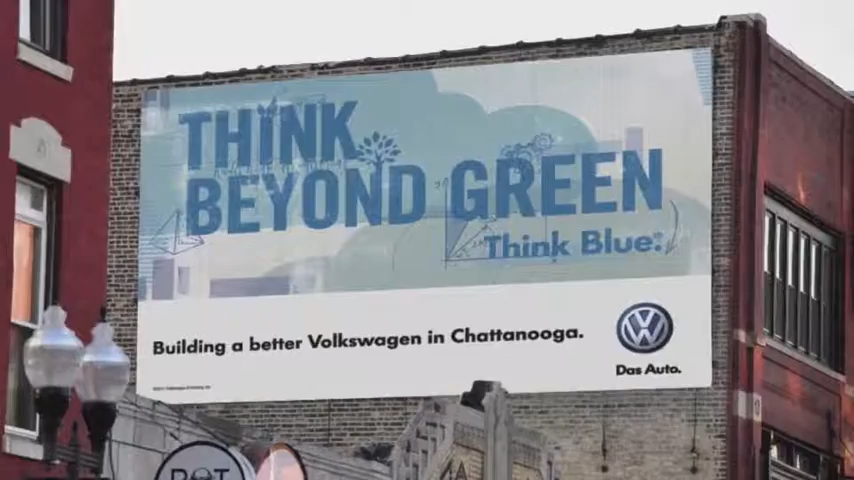 THINK
BEYOND GREEN
Think Blue.
Building a better Volkswagen in Chattanooga.
Das Auto.